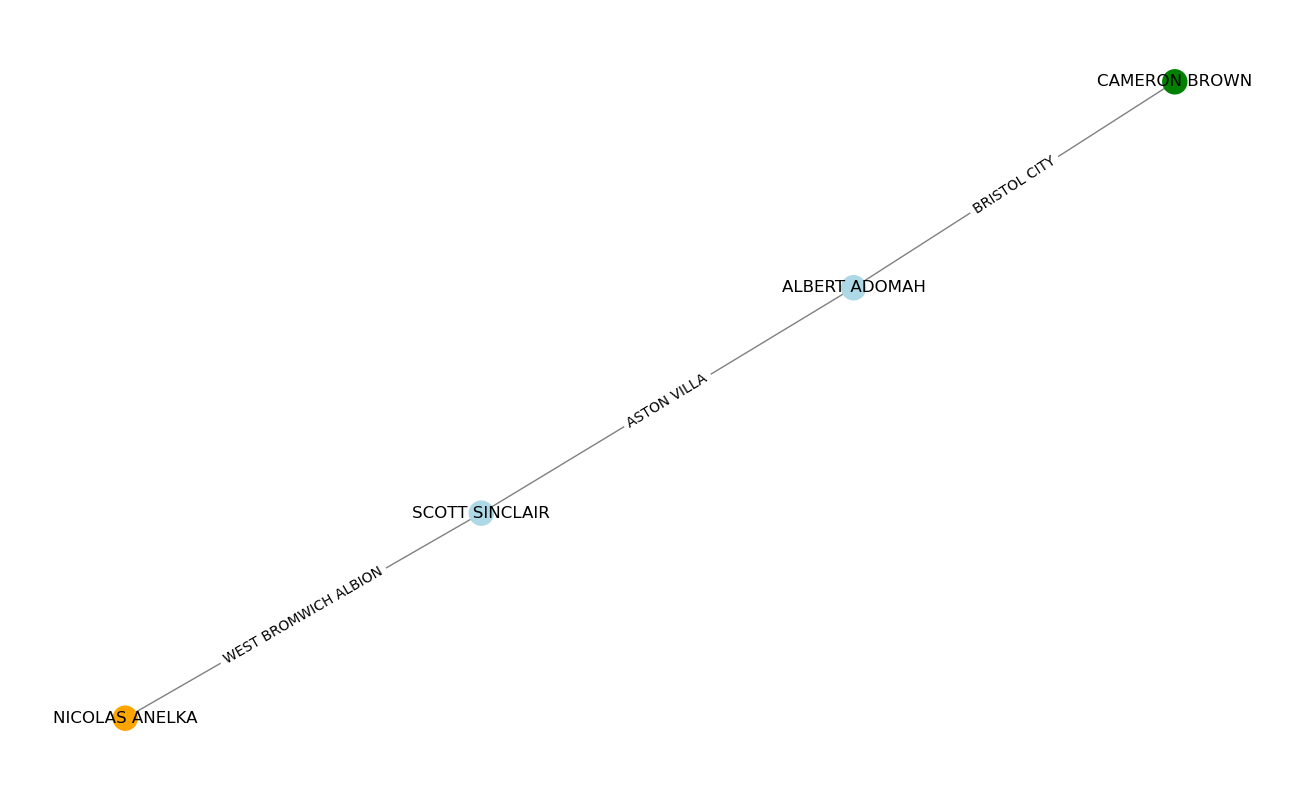 CAMERON BROWN
BRISTOL CITY
ALBERT ADOMAH
ASTON VILLA
SCOTT SINCLAIR
WEST BROMWICH ALBION
NICOLAS ANELKA